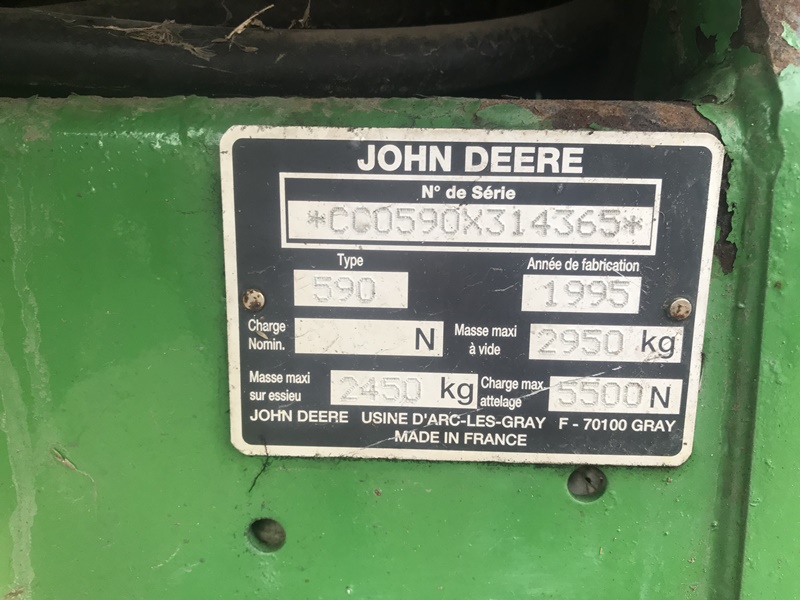 JOHN DEERE
N° de Série
*CC0590X314365*
Type Année de fabrication
590 1995
Charge Nomin. N Masse maxi à vide 2950 kg
Masse maxi sur essieu 2450 kg Charge max. attelage 5500 N
JOHN DEERE USINE D'ARC-LES-GRAY F - 70100 GRAY
MADE IN FRANCE